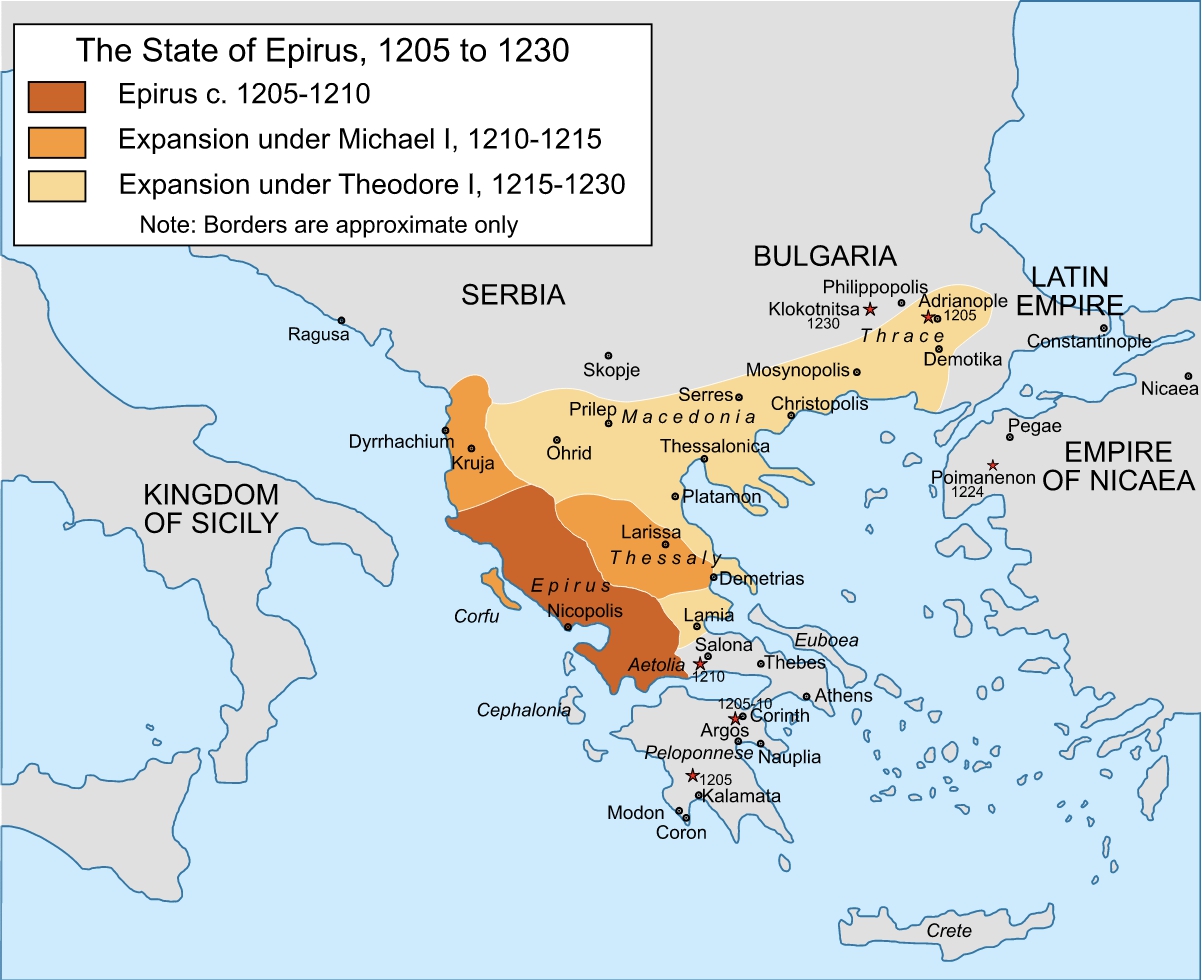 The State of Epirus, 1205 to 1230
Epirus c. 1205-1210
Expansion under Michael I, 1210-1215
Expansion under Theodore I, 1215-1230
Note: Borders are approximate only
BULGARIA
LATIN
EMPIRE
SERBIA
Philippopolis
Klokotnitsa
1230
Adrianople
1205
Thrace
Constantinople
Ragusa
Demotika
Skopje
Mosynopolis
Nicaea
Serres
Christopolis
Prilep
Macedonia
Pegae
Dyrrhachium
Kruja
Ohrid
Thessalonica
EMPIRE
OF NICAEA
Poimanenon
1224
KINGDOM
OF SICILY
Platamon
Larissa
Thessaly
Epirus
Demetrias
Corfu
Nicopolis
Lamia
Euboea
Salona
Aetolia
1210
Thebes
Athens
Cephalonia
1205-10
Corinth
Argos
Peloponnese
Nauplia
1205
Kalamata
Modon
Coron
Crete